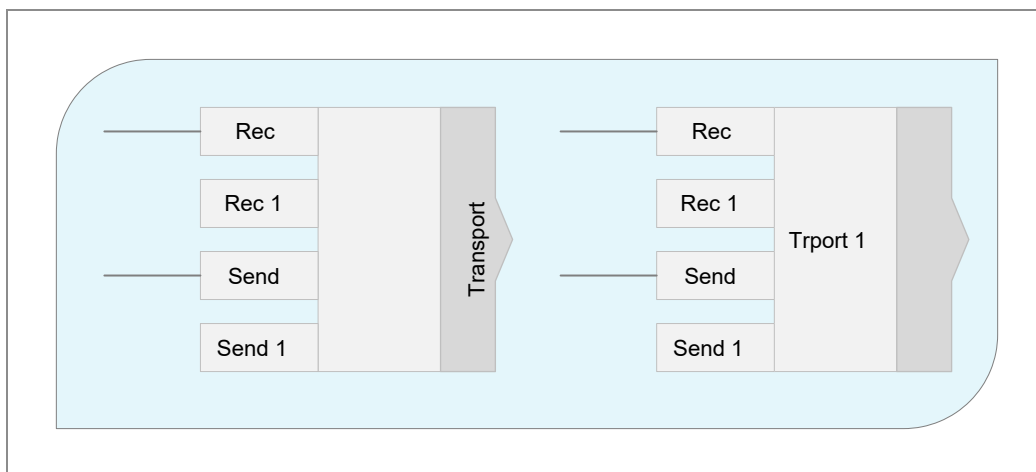 Rec
Rec 1
Send
Send 1
Transport
Rec
Rec 1
Send
Send 1
Trport 1